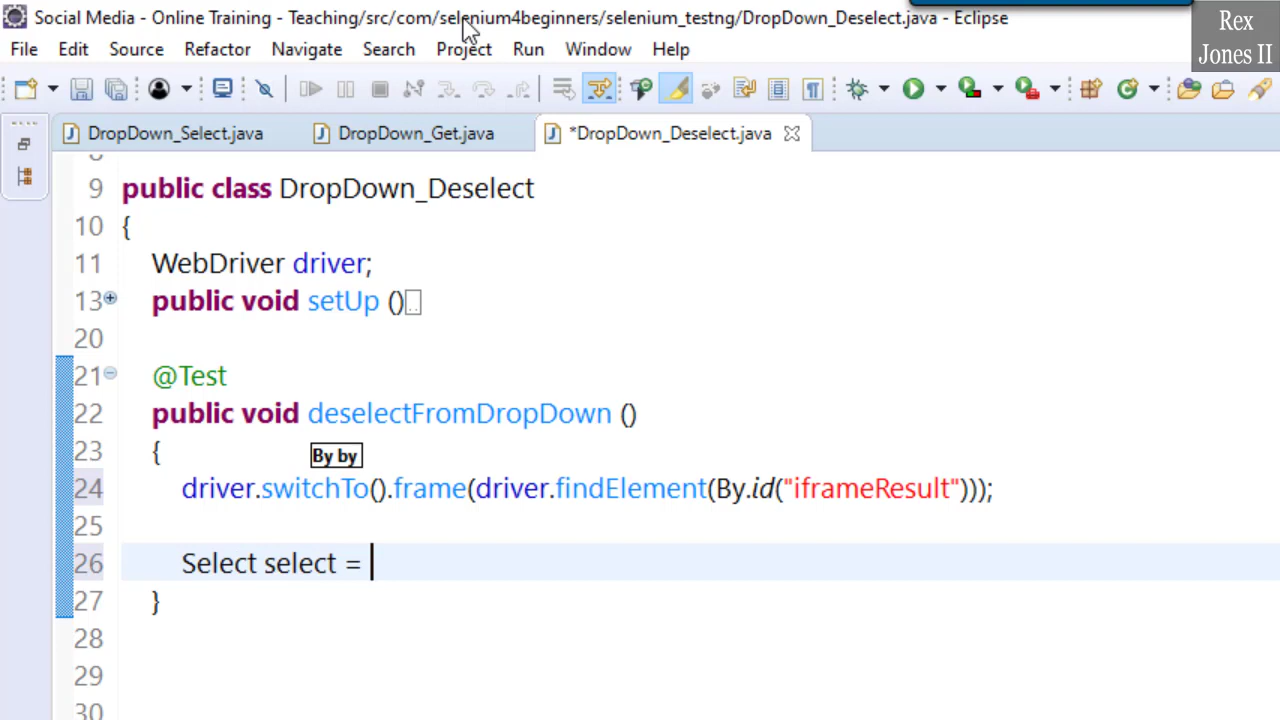 Social Media - Online Training - Teaching/src/com/selenium4beginners/selenium_testng/DropDown_Deselect.java - Eclipse
Rex
Jones II
File Edit Source Refactor Navigate Search Project Run Window Help
DropDown_Select.java DropDown_Get.java *DropDown_Deselect.java
9 public class DropDown_Deselect
10 {
11 WebDriver driver;
13 public void setUp ()
20
21 @Test
22 public void deselectFromDropDown ()
23 {
By by
24 driver.switchTo().frame(driver.findElement(By.id("iframeResult")));
25
26 Select select =
27 }
28
29
30